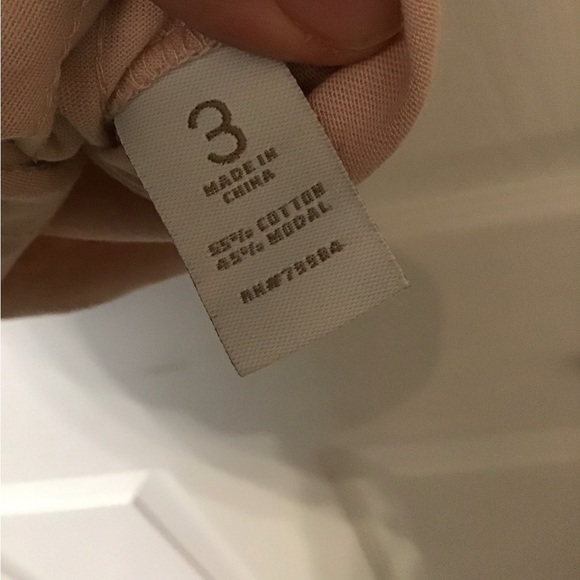 3
MADE IN
CHINA
55% COTTON
45% MODAL
RN#79984